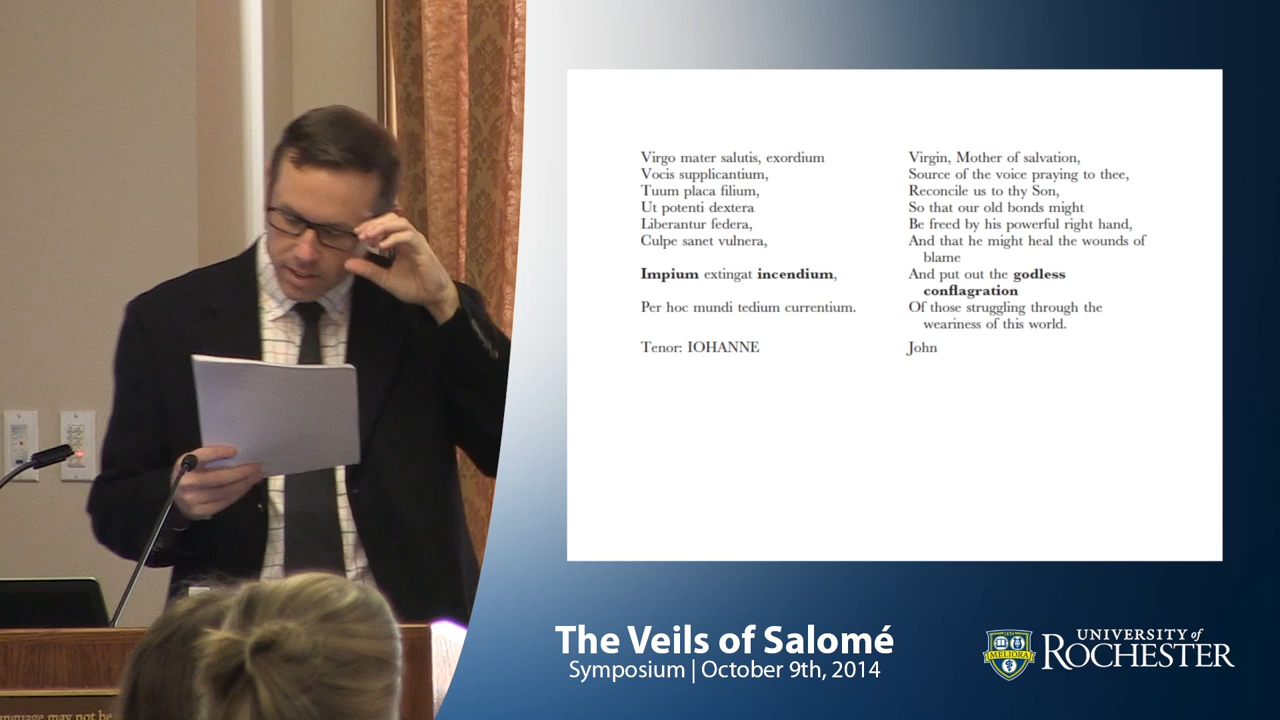 Virgo mater salutis, exordium
Vocis supplicantium,
Tuum placa filium,
Ut potenti dextera
Liberantur federa,
Culpe sanet vulnera,
Impium extingat incendium,
Per hoc mundi tedium currentium.
Tenor: IOHANNE
Virgin, Mother of salvation,
Source of the voice praying to thee,
Reconcile us to thy Son,
So that our old bonds might
Be freed by his powerful right hand,
And that he might heal the wounds of
blame
And put out the godless
conflagration
Of those struggling through the
weariness of this world.
John
The Veils of Salomé
Symposium | October 9th, 2014
MELIORA
UNIVERSITY of
ROCHESTER
language may not be